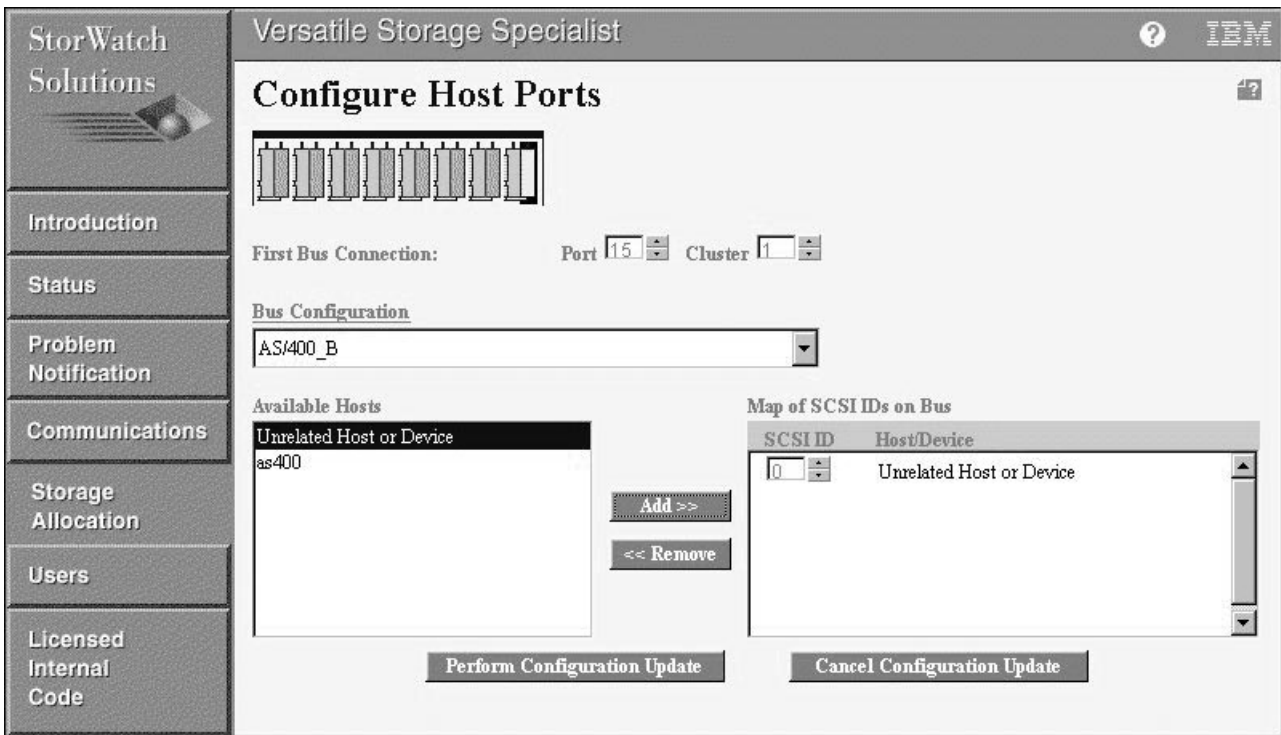 StorWatch
Solutions
Versatile Storage Specialist
?
IBM
Configure Host Ports
?
Introduction
Status
Problem
Notification
Communications
Storage
Allocation
Users
Licensed
Internal
Code
First Bus Connection: Port 15 Cluster 1
Bus Configuration
AS/400_B
Available Hosts
Unrelated Host or Device
as400
Add >>
<< Remove
Map of SCSI IDs on Bus
SCSI ID Host/Device
0 Unrelated Host or Device
Perform Configuration Update
Cancel Configuration Update